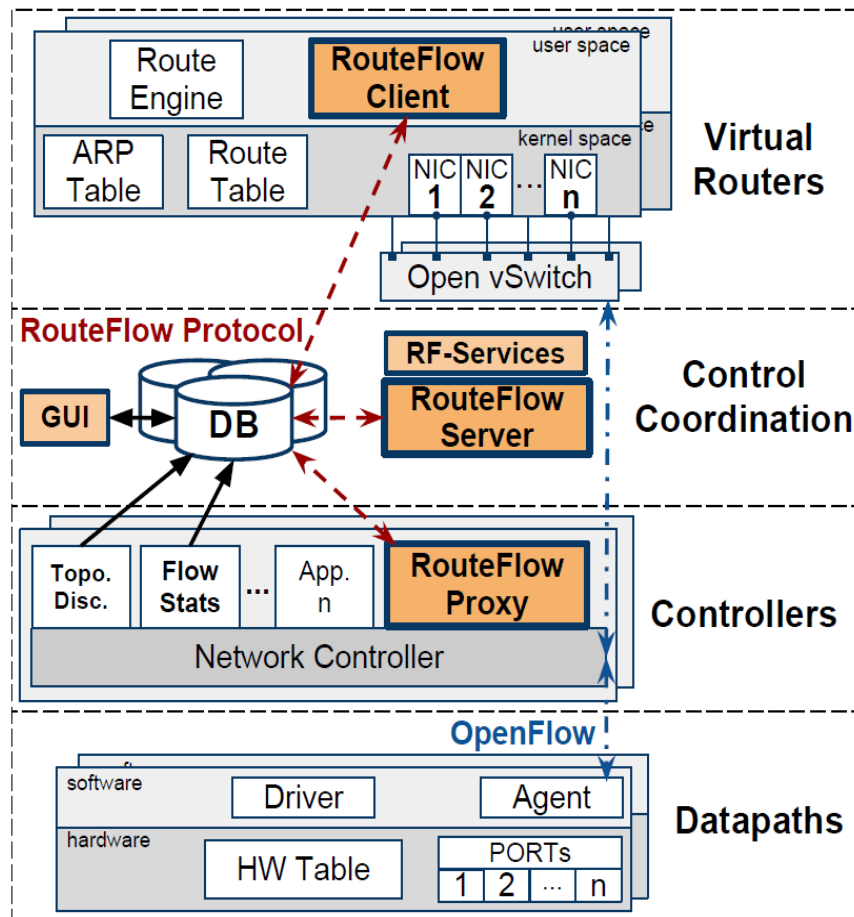 user space
user space
Route
Engine
RouteFlow
Client
kernel space
ARP
Table
Route
Table
NIC
1
NIC
2
...
NIC
n
Virtual
Routers
Open vSwitch
RouteFlow Protocol
RF-Services
GUI
DB
RouteFlow
Server
Control
Coordination
Topo.
Disc.
Flow
Stats
...
App.
n
RouteFlow
Proxy
Network Controller
Controllers
OpenFlow
software
Driver
Agent
hardware
HW Table
PORTs
1 2 ... n
Datapaths